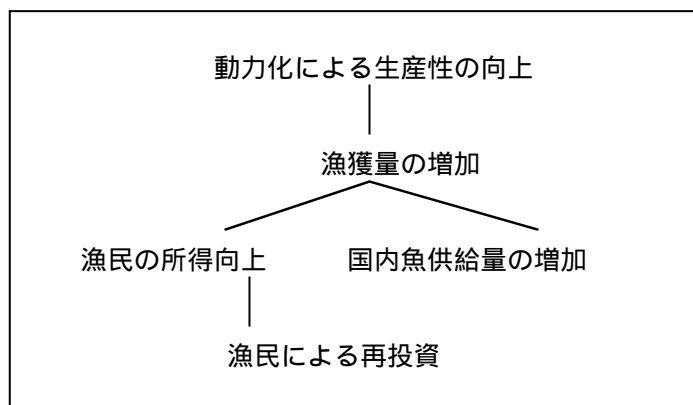 動力化による生産性の向上
漁獲量の増加
漁民の所得向上
国内魚供給量の増加
漁民による再投資